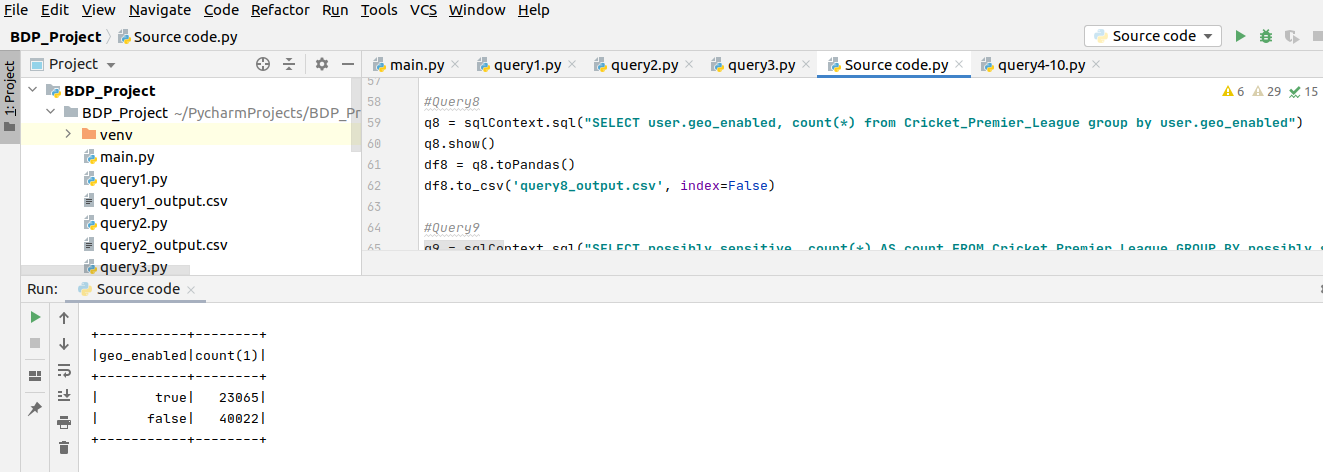 File Edit View Navigate Code Refactor Run Tools VCS Window Help
BDP_Project Source code.py Source code
1: Project Project main.py query1.py query2.py query3.py Source code.py query4-10.py
BDP_Project
BDP_Project ~/PycharmProjects/BDP_Pr
venv
main.py
query1.py
query1_output.csv
query2.py
query2_output.csv
query3.py
57
6 29 15
58 #Query8
59 q8 = sqlContext.sql("SELECT user.geo_enabled, count(*) from Cricket_Premier_League group by user.geo_enabled")
60 q8.show()
61 df8 = q8.toPandas()
62 df8.to_csv('query8_output.csv', index=False)
63
64 #Query9
65 q9 = sqlContext.sql("SELECT possibly_sensitive, count(*) AS count FROM Cricket_Premier_League GROUP BY possibly_s
Run: Source code
+-----------+--------+
|geo_enabled|count(1)|
+-----------+--------+
|       true|   23065|
|      false|   40022|
+-----------+--------+